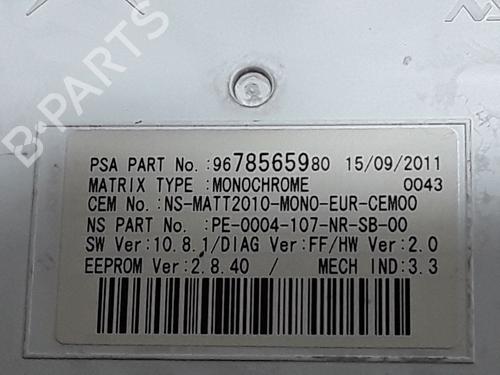 PSA PART No.:9678565980 15/09/2011
MATRIX TYPE :MONOCHROME 0043
CEM No.:NS-MATT2010-MONO-EUR-CEM00
NS PART No.:PE-0004-107-NR-SB-00
SW Ver:10.8.1/DIAG Ver:FF/HW Ver:2.0
EEPROM Ver:2.8.40 / MECH IND:3.3
B-PARTS